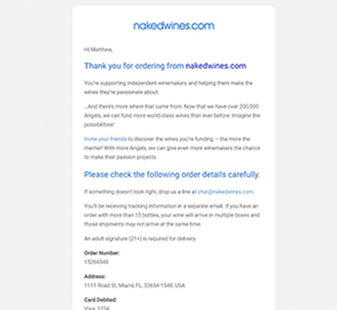 nakedwines.com
Hi Matthew,
Thank you for ordering from nakedwines.com
You're supporting independent winemakers and helping them make the
wines they're passionate about.
...And there's more where that came from. Now that we have over 200,000
Angels, we can fund more world-class wines than ever before. Imagine the
possibilities!
Invite your friends to discover the wines you're funding – the more the
merrier! With more Angels, we can give even more winemakers the chance
to make their passion projects.
Please check the following order details carefully.
If something doesn't look right, drop us a line at chat@nakedwines.com.
You'll be receiving tracking information in a separate email. If you have an
order with more than 15 bottles, your wine will arrive in multiple boxes and
those shipments may not arrive at the same time.
An adult signature (21+) is required for delivery.
Order Number:
15264546
Address:
1111 Road St, Miami, FL, 33654-1548, USA
Card Debited:
Visa: 1234